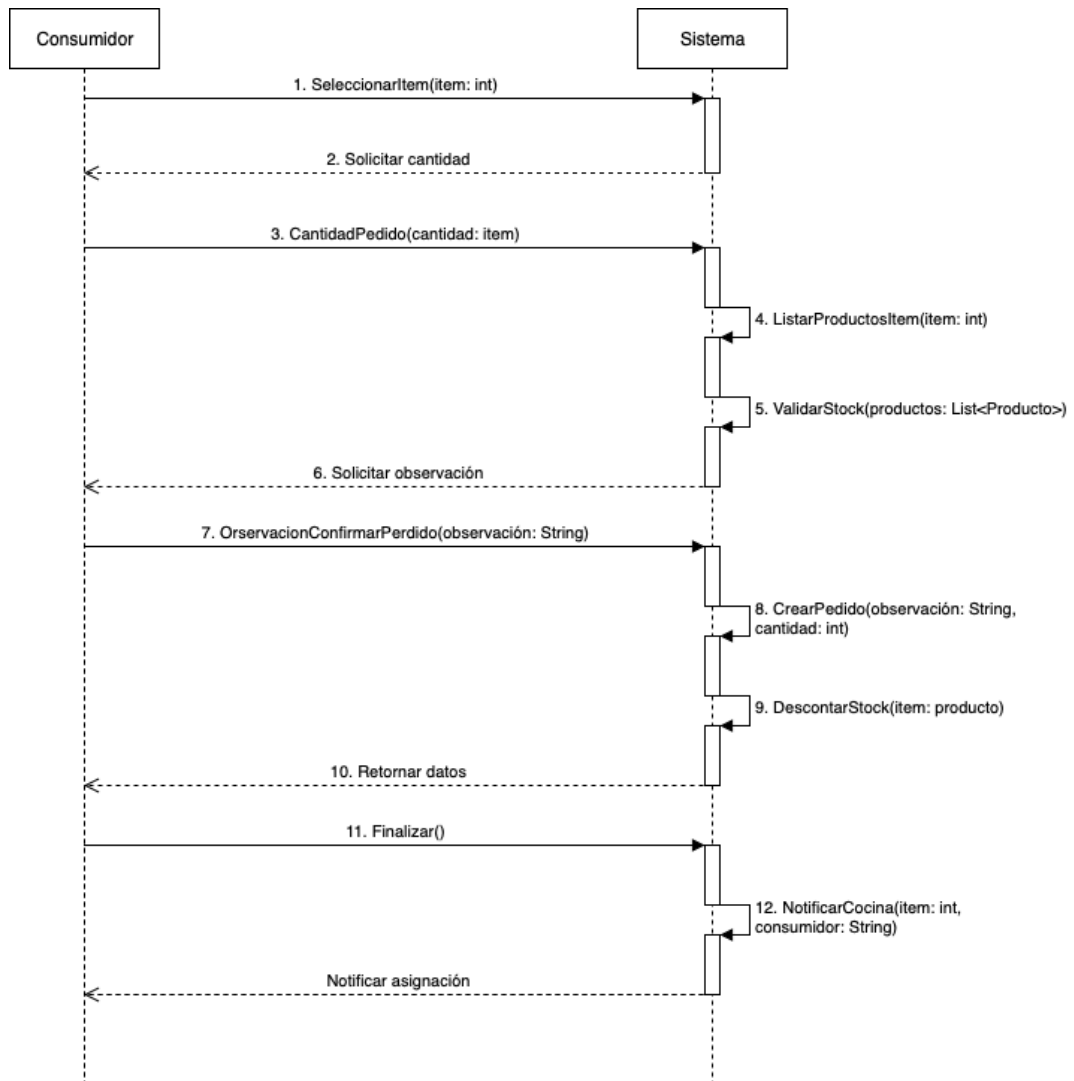 Consumidor
Sistema
1. SeleccionarItem(item: int)
2. Solicitar cantidad
3. CantidadPedido(cantidad: item)
4. ListarProductosItem(item: int)
5. ValidarStock(productos: List<Producto>)
6. Solicitar observación
7. OrservacionConfirmarPerdido(observación: String)
8. CrearPedido(observación: String,
cantidad: int)
9. DescontarStock(item: producto)
10. Retornar datos
11. Finalizar()
12. NotificarCocina(item: int,
consumidor: String)
Notificar asignación